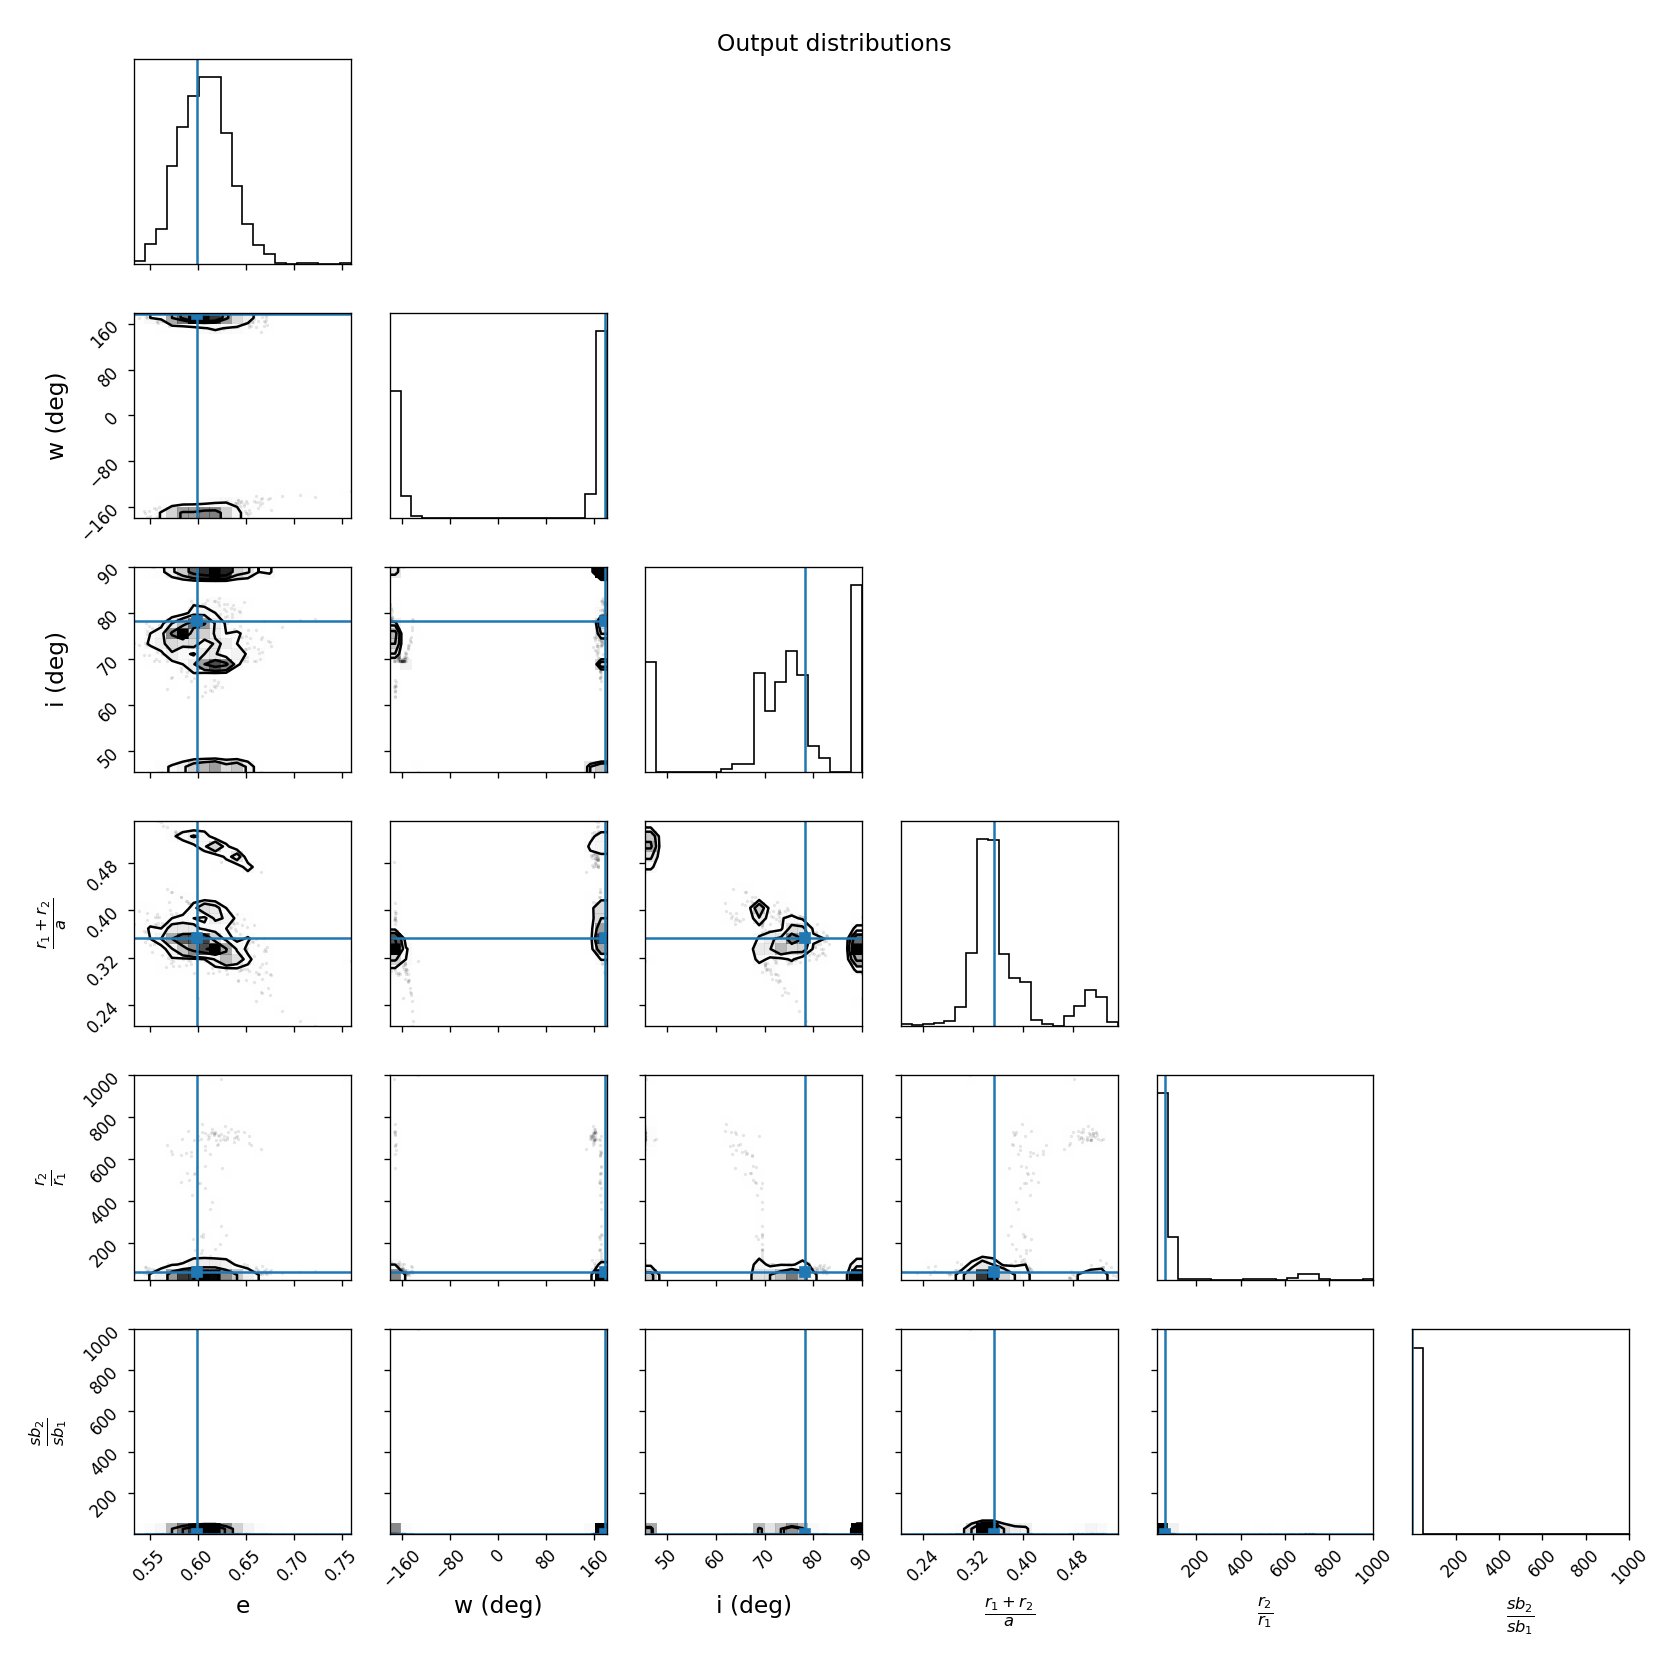 Output distributions
160
80
0
−80
−160
w (deg)
90
80
70
60
50
i (deg)
0.48
0.40
0.32
0.24
r₁ + r₂
a
1000
800
600
400
200
r₂
r₁
1000
800
600
400
200
sb₂
sb₁
0.55 0.60 0.65 0.70 0.75
e
−160 −80 0 80 160
w (deg)
50 60 70 80 90
i (deg)
0.24 0.32 0.40 0.48
r₁ + r₂
a
200 400 600 800 1000
r₂
r₁
200 400 600 800 1000
sb₂
sb₁